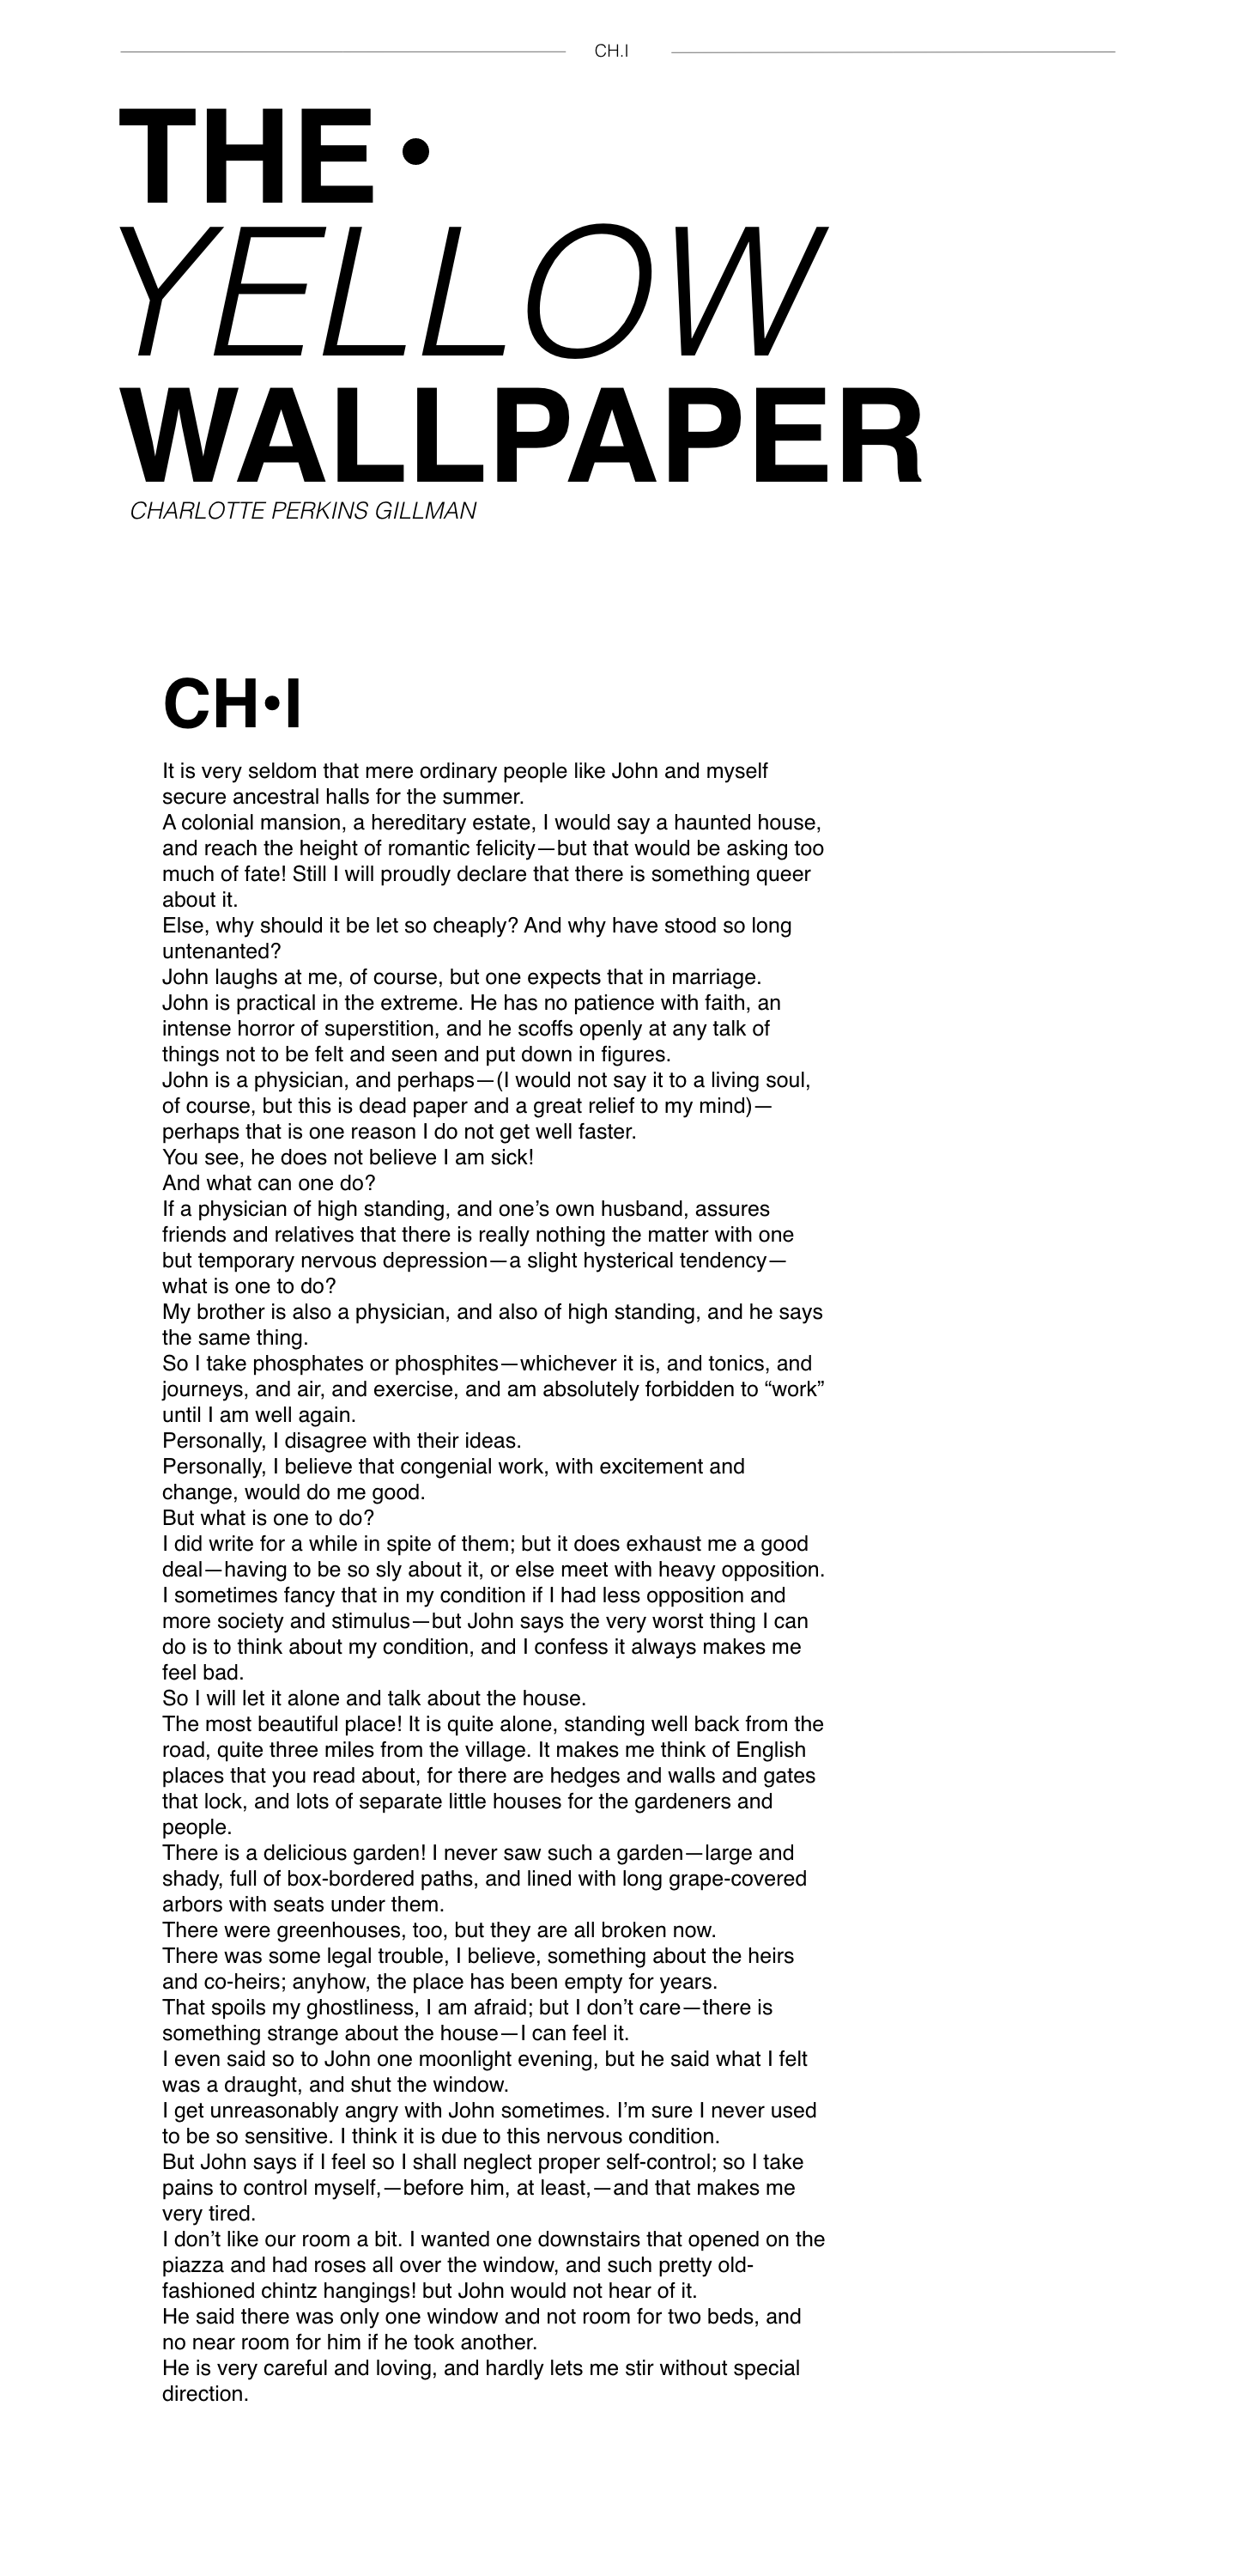 CH.I
THE •
YELLOW
WALLPAPER
CHARLOTTE PERKINS GILLMAN
CH•I
It is very seldom that mere ordinary people like John and myself
secure ancestral halls for the summer.
A colonial mansion, a hereditary estate, I would say a haunted house,
and reach the height of romantic felicity—but that would be asking too
much of fate! Still I will proudly declare that there is something queer
about it.
Else, why should it be let so cheaply? And why have stood so long
untenanted?
John laughs at me, of course, but one expects that in marriage.
John is practical in the extreme. He has no patience with faith, an
intense horror of superstition, and he scoffs openly at any talk of
things not to be felt and seen and put down in figures.
John is a physician, and perhaps—(I would not say it to a living soul,
of course, but this is dead paper and a great relief to my mind)—
perhaps that is one reason I do not get well faster.
You see, he does not believe I am sick!
And what can one do?
If a physician of high standing, and one’s own husband, assures
friends and relatives that there is really nothing the matter with one
but temporary nervous depression—a slight hysterical tendency—
what is one to do?
My brother is also a physician, and also of high standing, and he says
the same thing.
So I take phosphates or phosphites—whichever it is, and tonics, and
journeys, and air, and exercise, and am absolutely forbidden to “work”
until I am well again.
Personally, I disagree with their ideas.
Personally, I believe that congenial work, with excitement and
change, would do me good.
But what is one to do?
I did write for a while in spite of them; but it does exhaust me a good
deal—having to be so sly about it, or else meet with heavy opposition.
I sometimes fancy that in my condition if I had less opposition and
more society and stimulus—but John says the very worst thing I can
do is to think about my condition, and I confess it always makes me
feel bad.
So I will let it alone and talk about the house.
The most beautiful place! It is quite alone, standing well back from the
road, quite three miles from the village. It makes me think of English
places that you read about, for there are hedges and walls and gates
that lock, and lots of separate little houses for the gardeners and
people.
There is a delicious garden! I never saw such a garden—large and
shady, full of box-bordered paths, and lined with long grape-covered
arbors with seats under them.
There were greenhouses, too, but they are all broken now.
There was some legal trouble, I believe, something about the heirs
and co-heirs; anyhow, the place has been empty for years.
That spoils my ghostliness, I am afraid; but I don’t care—there is
something strange about the house—I can feel it.
I even said so to John one moonlight evening, but he said what I felt
was a draught, and shut the window.
I get unreasonably angry with John sometimes. I’m sure I never used
to be so sensitive. I think it is due to this nervous condition.
But John says if I feel so I shall neglect proper self-control; so I take
pains to control myself,—before him, at least,—and that makes me
very tired.
I don’t like our room a bit. I wanted one downstairs that opened on the
piazza and had roses all over the window, and such pretty old-
fashioned chintz hangings! but John would not hear of it.
He said there was only one window and not room for two beds, and
no near room for him if he took another.
He is very careful and loving, and hardly lets me stir without special
direction.